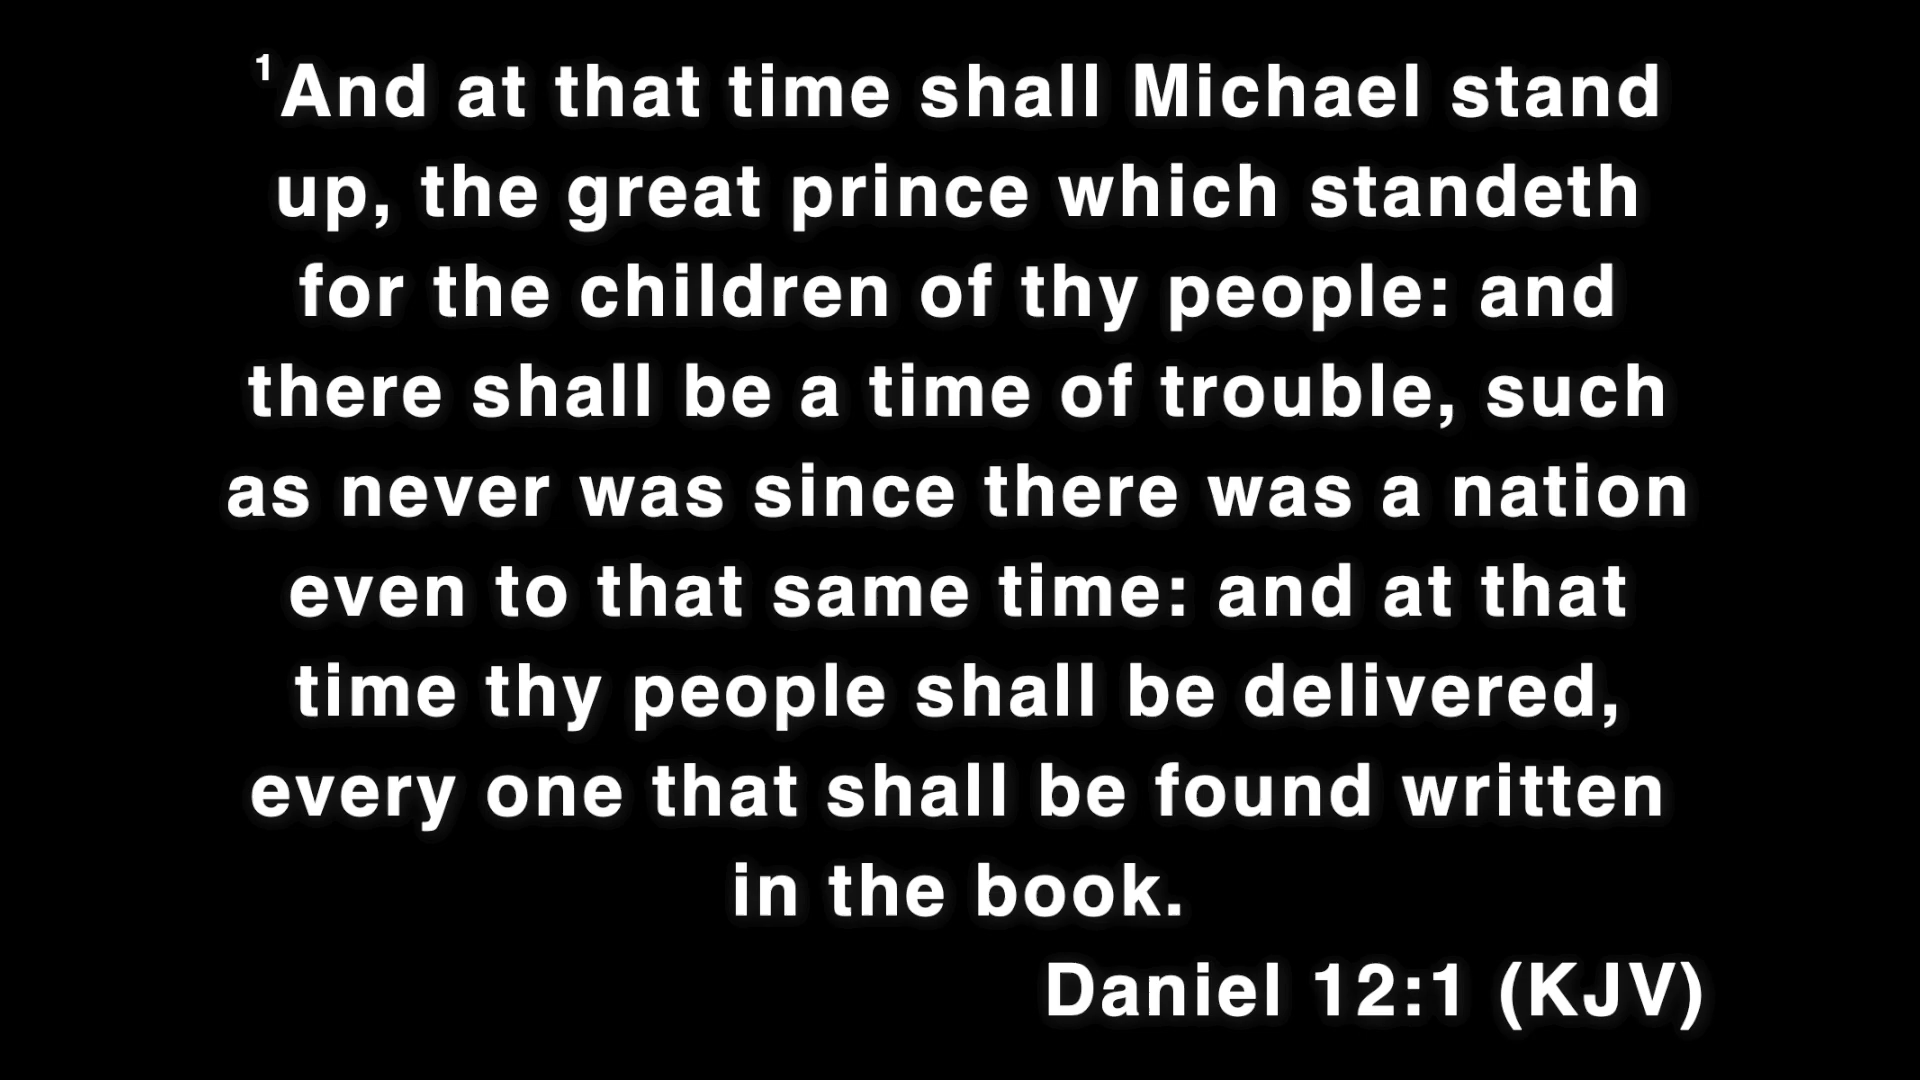 ¹And at that time shall Michael stand
up, the great prince which standeth
for the children of thy people: and
there shall be a time of trouble, such
as never was since there was a nation
even to that same time: and at that
time thy people shall be delivered,
every one that shall be found written
in the book.
Daniel 12:1 (KJV)